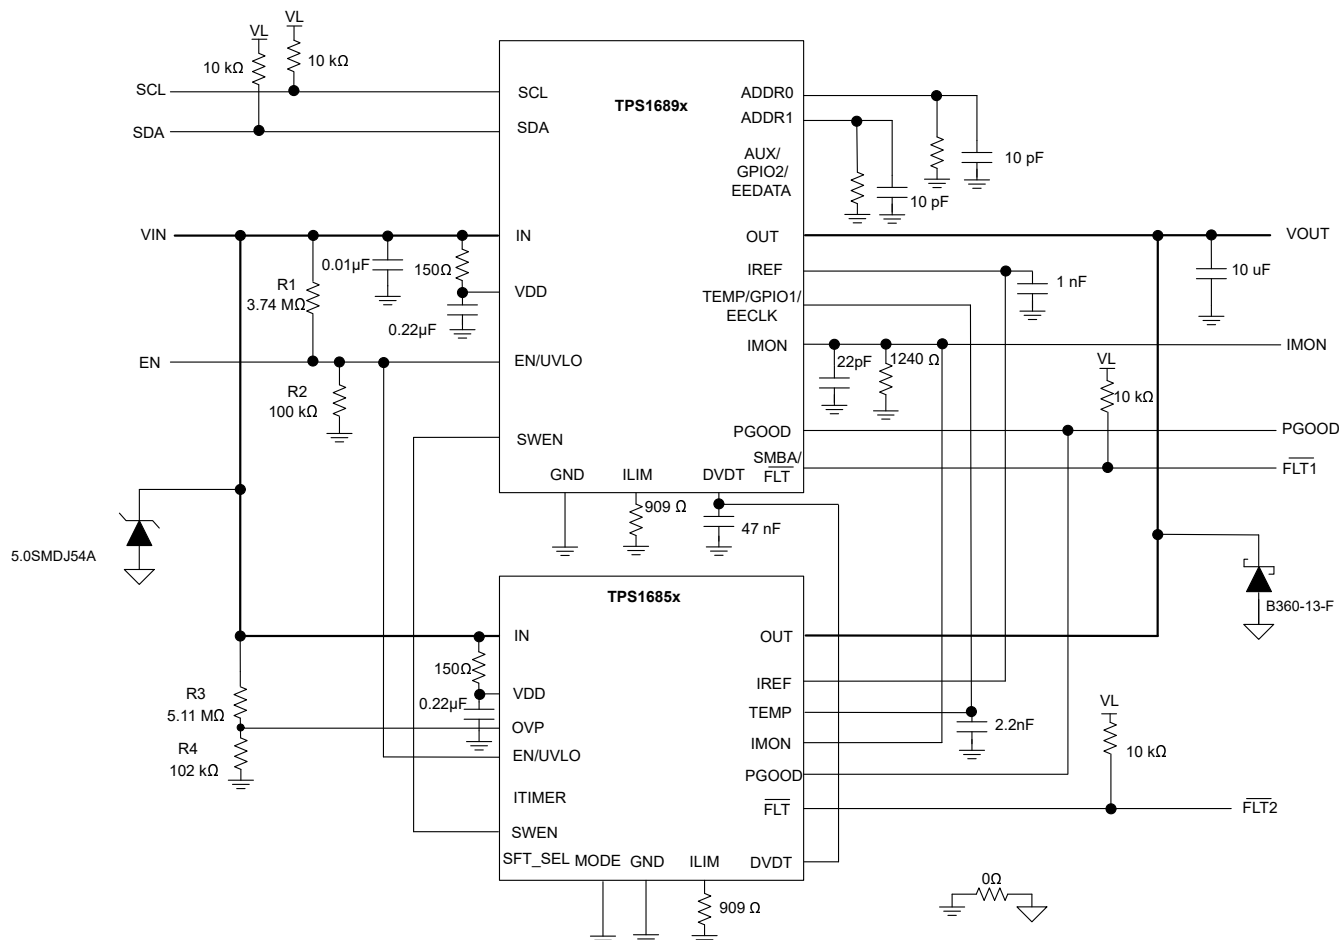 VL
VL
10 kΩ
10 kΩ
SCL
SDA
SCL
SDA
TPS1689x
ADDR0
ADDR1
AUX/
GPIO2/
EEDATA
10 pF
10 pF
VIN
IN
OUT
VOUT
0.01µF
150Ω
IREF
10 uF
R1
3.74 MΩ
VDD
TEMP/GPIO1/
EECLK
1 nF
0.22µF
IMON
IMON
EN
EN/UVLO
22pF
1240 Ω
VL
R2
100 kΩ
10 kΩ
SWEN
PGOOD
PGOOD
SMBA/
FLT
FLT1
GND
ILIM
DVDT
909 Ω
47 nF
5.0SMDJ54A
TPS1685x
B360-13-F
IN
OUT
150Ω
IREF
R3
5.11 MΩ
VDD
0.22µF
TEMP
VL
OVP
2.2nF
R4
102 kΩ
EN/UVLO
IMON
10 kΩ
PGOOD
ITIMER
FLT
FLT2
SWEN
SFT_SEL
MODE
GND
ILIM
DVDT
0Ω
909 Ω